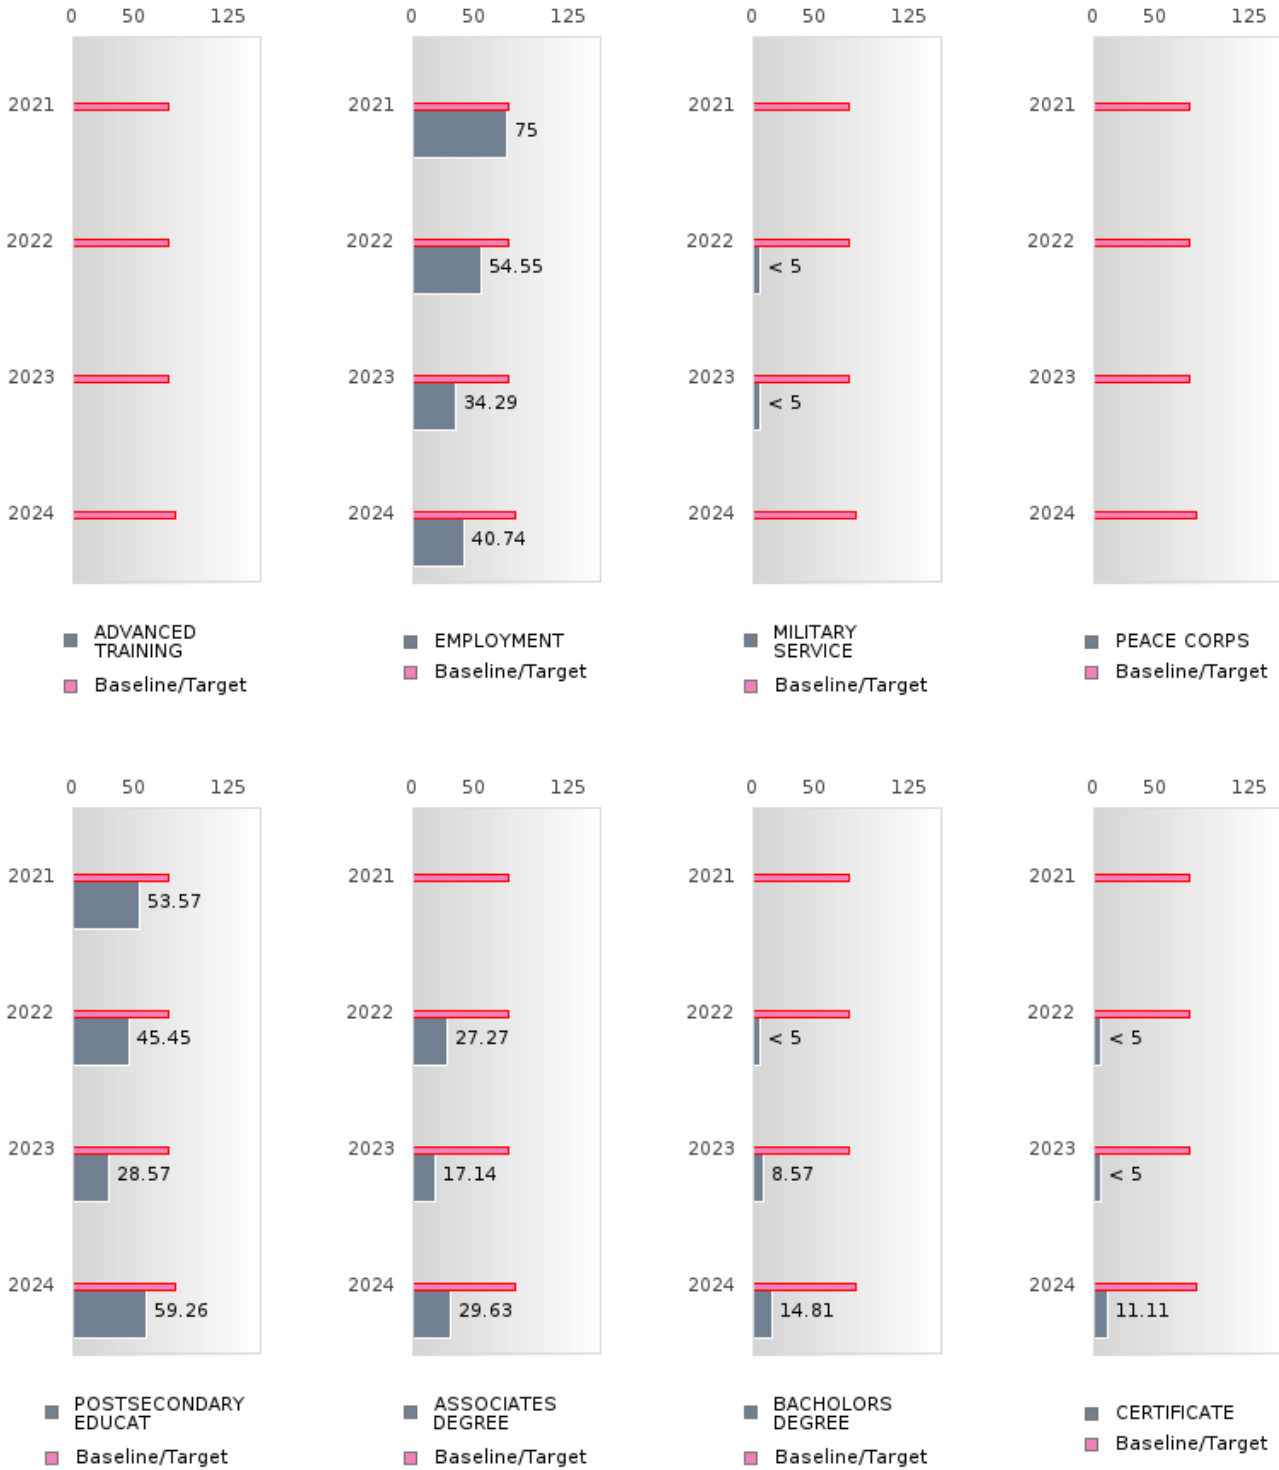 0 50 125
2021
2022
2023
2024
ADVANCED
TRAINING
Baseline/Target
0 50 125
2021
75
2022
54.55
2023
34.29
2024
40.74
EMPLOYMENT
Baseline/Target
0 50 125
2021
2022
< 5
2023
< 5
2024
MILITARY
SERVICE
Baseline/Target
0 50 125
2021
2022
2023
2024
PEACE CORPS
Baseline/Target
0 50 125
2021
53.57
2022
45.45
2023
28.57
2024
59.26
POSTSECONDARY
EDUCAT
Baseline/Target
0 50 125
2021
2022
27.27
2023
17.14
2024
29.63
ASSOCIATES
DEGREE
Baseline/Target
0 50 125
2021
2022
< 5
2023
8.57
2024
14.81
BACHOLORS
DEGREE
Baseline/Target
0 50 125
2021
2022
< 5
2023
< 5
2024
11.11
CERTIFICATE
Baseline/Target